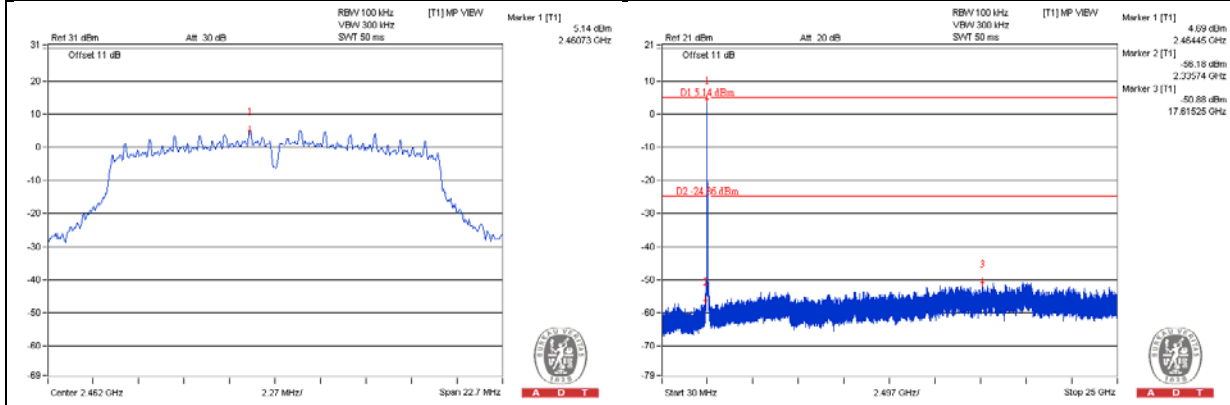 RBW 100 kHz [T1] MP VIEW
VBW 300 kHz
Ref 31 dBm Att 30 dB SWT 50 ms
Marker 1 [T1]
5.14 dBm
2.46073 GHz
31
Offset 11 dB
20
10
0
-10
-20
-30
-40
-50
-60
-69
1
Center 2.462 GHz 2.27 MHz/ Span 22.7 MHz
BUREAU VERITAS
1828
A D T
RBW 100 kHz [T1] MP VIEW
VBW 300 kHz
Ref 21 dBm Att 20 dB SWT 50 ms
Marker 1 [T1]
4.69 dBm
2.46445 GHz
Marker 2 [T1]
-56.18 dBm
2.33574 GHz
Marker 3 [T1]
-50.88 dBm
17.61525 GHz
21
Offset 11 dB
10
0
-10
-20
-30
-40
-50
-60
-70
-79
1
D1 5.14 dBm
D2 -24.86 dBm
3
Start 30 MHz 2.497 GHz/ Stop 25 GHz
BUREAU VERITAS
1828
A D T